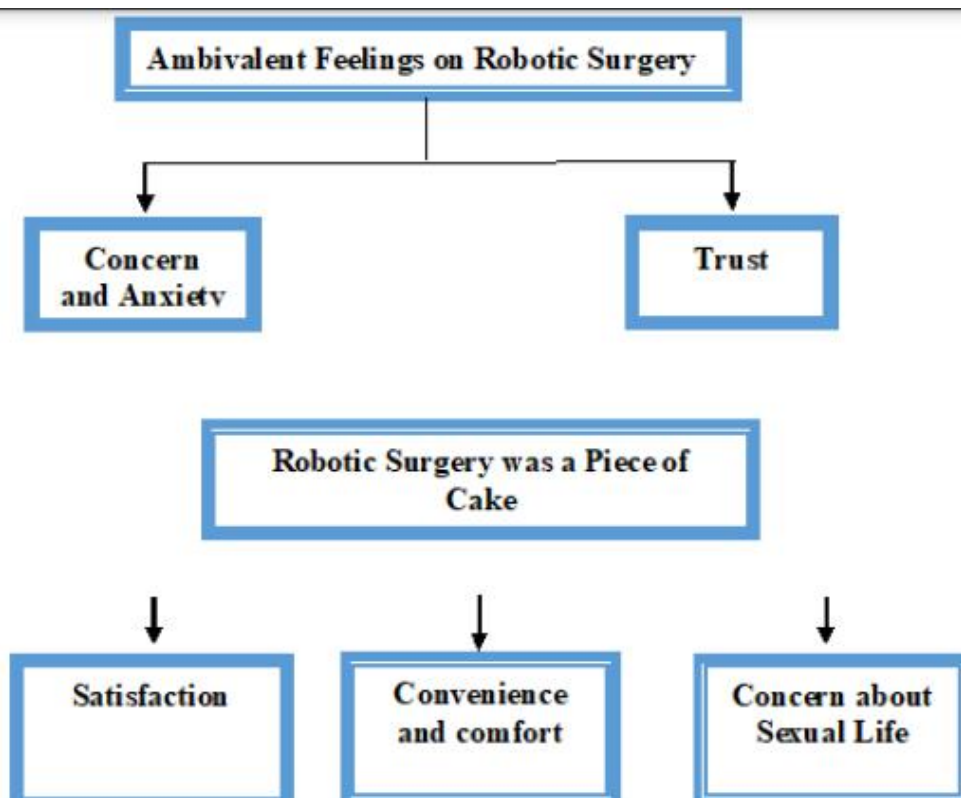 Ambivalent Feelings on Robotic Surgery
Concern
and Anxiety
Trust
Robotic Surgery was a Piece of
Cake
Satisfaction
Convenience
and comfort
Concern about
Sexual Life